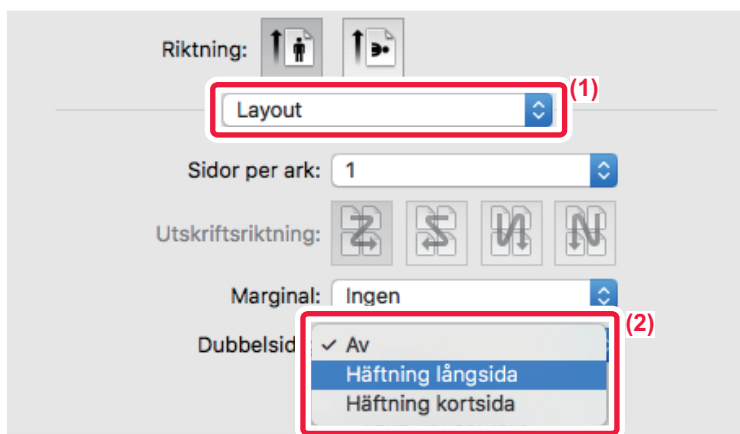 Riktning:
(1)
Layout
Sidor per ark: 1
Utskriftsriktning:
Marginal: Ingen
(2)
Dubbelsid ✓ Av
Häftning långsida
Häftning kortsida